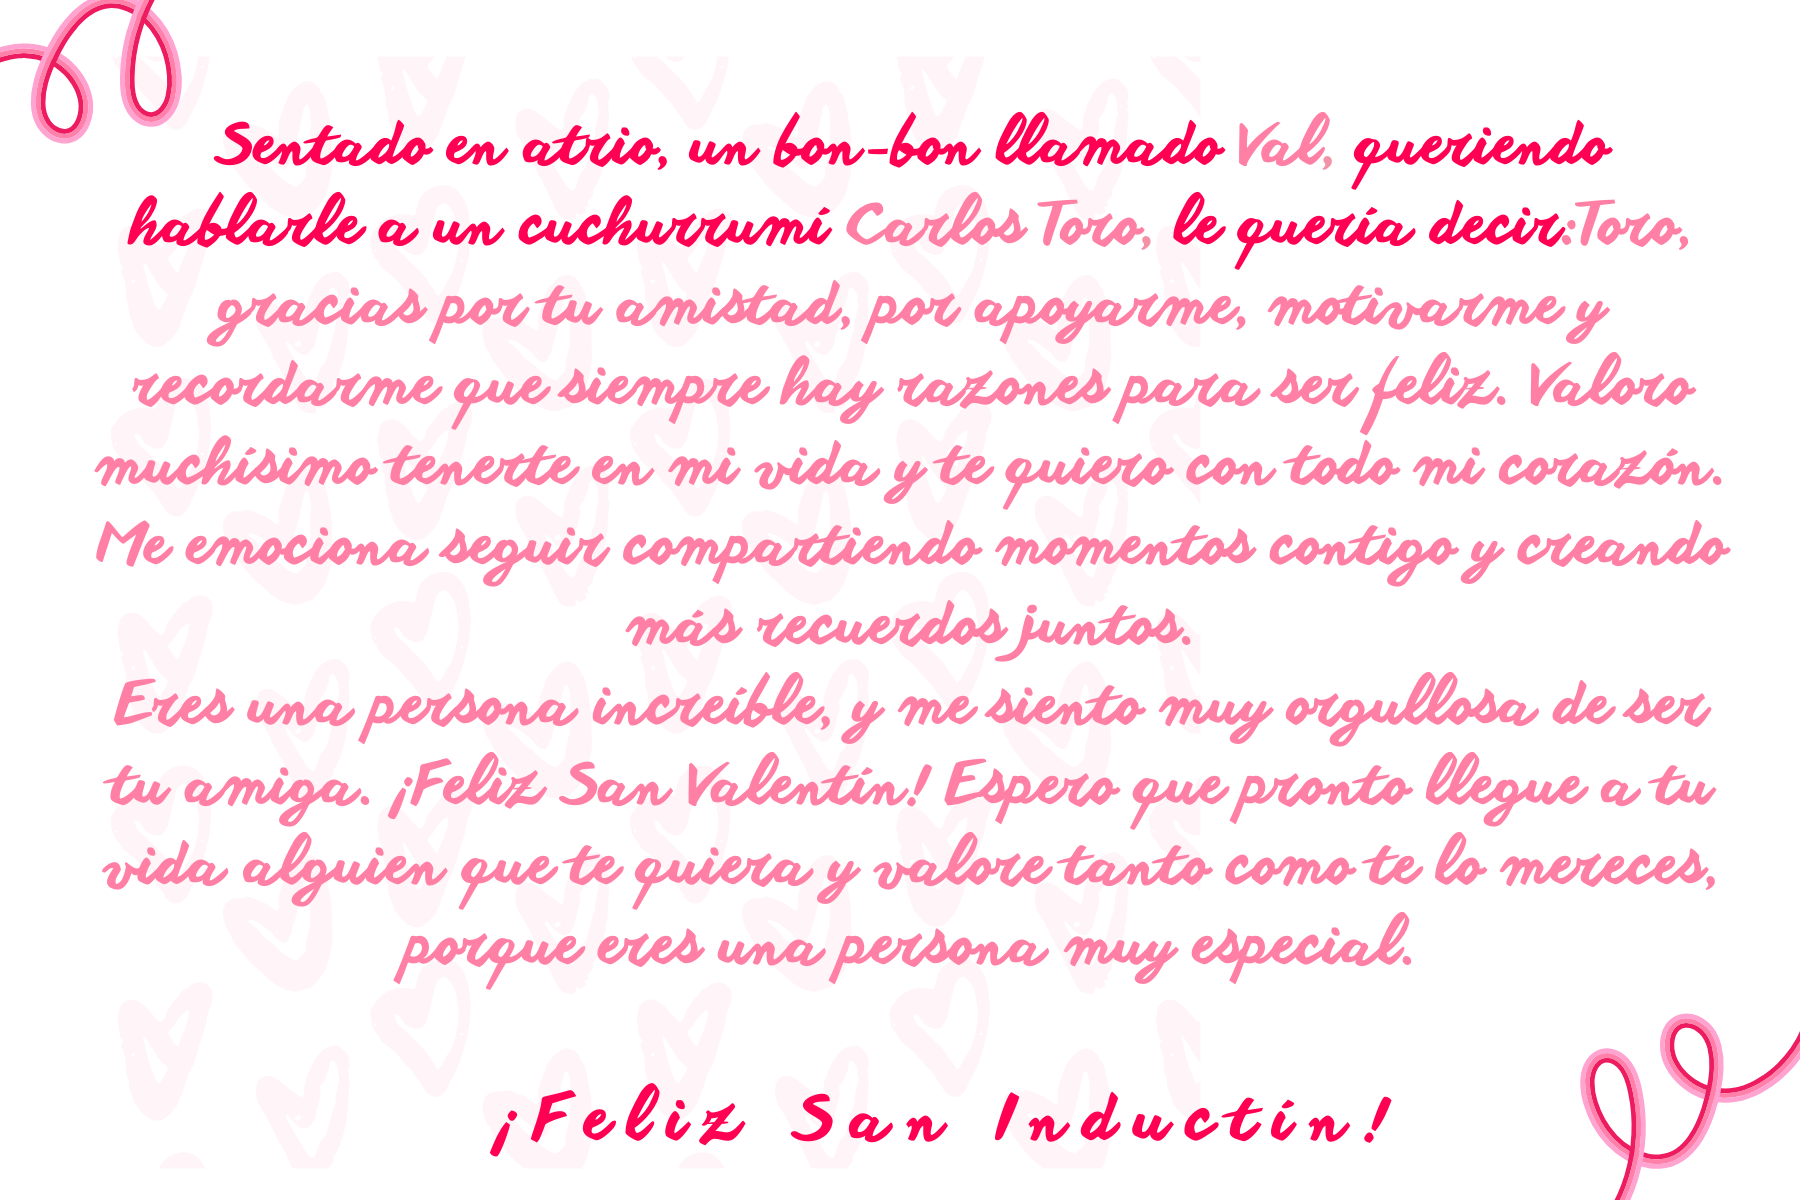 Sentado en atrio, un bon-bon llamado Val, queriendo
hablarle a un cuchurrumí Carlos Toro, le quería decir:Toro,
gracias por tu amistad, por apoyarme, motivarme y
recordarme que siempre hay razones para ser feliz. Valoro
muchísimo tenerte en mi vida y te quiero con todo mi corazón.
Me emociona seguir compartiendo momentos contigo y creando
más recuerdos juntos.
Eres una persona increíble, y me siento muy orgullosa de ser
tu amiga. ¡Feliz San Valentín! Espero que pronto llegue a tu
vida alguien que te quiera y valore tanto como te lo mereces,
porque eres una persona muy especial.
¡Feliz San Inductín!